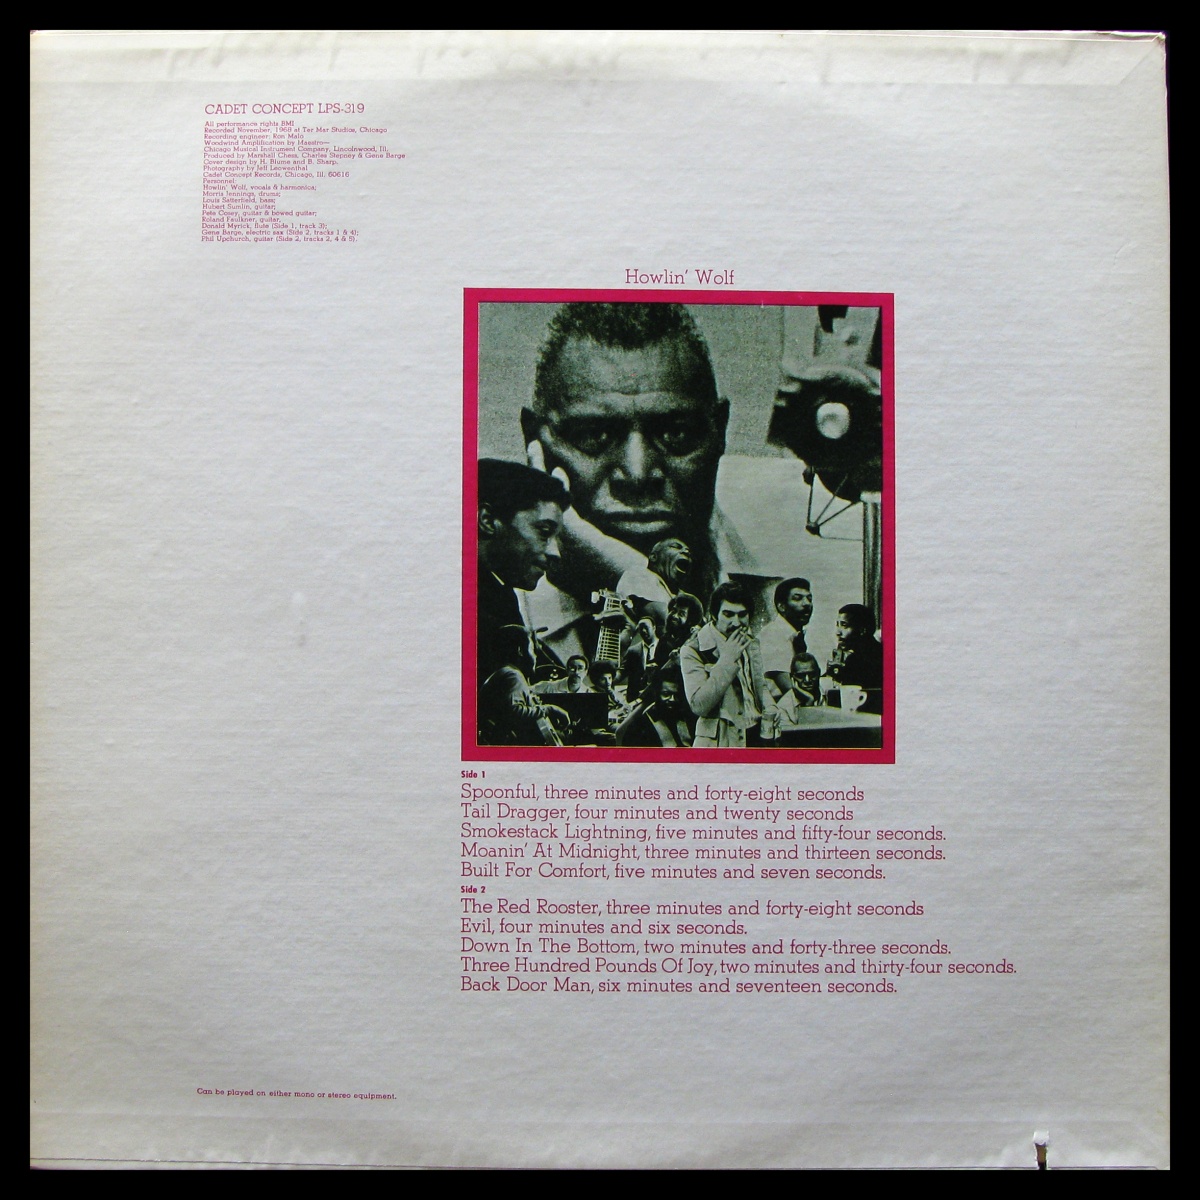 CADET CONCEPT LPS-319
All performance rights BMI
Recorded November, 1968 at Ter Mar Studios, Chicago
Recording engineer: Ron Malo
Woodwind Amplification by Maestro—
Chicago Musical Instrument Company, Lincolnwood, Ill.
Produced by Marshall Chess, Charles Stepney & Gene Barge
Cover design by H. Blume and B. Sharp.
Photography by Jeff Lowenthal
Cadet Concept Records, Chicago, Ill. 60616
Personnel:
Howlin' Wolf, vocals & harmonica;
Morris Jennings, drums;
Louis Satterfield, bass;
Hubert Sumlin, guitar;
Pete Cosey, guitar & bowed guitar;
Roland Faulkner, guitar,
Donald Myrick, flute (Side 1, track 3);
Gene Barge, electric sax (Side 2, tracks 1 & 4);
Phil Upchurch, guitar (Side 2, tracks 2, 4 & 5).
Howlin' Wolf
Side 1
Spoonful, three minutes and forty-eight seconds
Tail Dragger, four minutes and twenty seconds
Smokestack Lightning, five minutes and fifty-four seconds.
Moanin' At Midnight, three minutes and thirteen seconds.
Built For Comfort, five minutes and seven seconds.
Side 2
The Red Rooster, three minutes and forty-eight seconds
Evil, four minutes and six seconds.
Down In The Bottom, two minutes and forty-three seconds.
Three Hundred Pounds Of Joy, two minutes and thirty-four seconds.
Back Door Man, six minutes and seventeen seconds.
Can be played on either mono or stereo equipment.